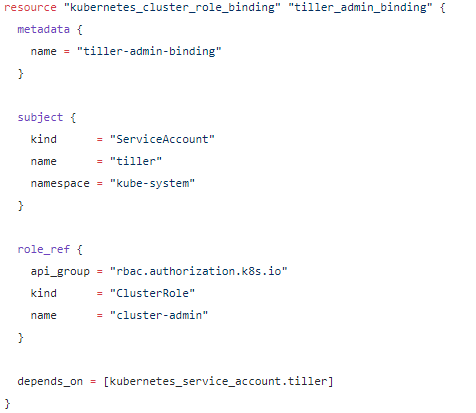 resource "kubernetes_cluster_role_binding" "tiller_admin_binding" {
  metadata {
    name = "tiller-admin-binding"
  }

  subject {
    kind      = "ServiceAccount"
    name      = "tiller"
    namespace = "kube-system"
  }

  role_ref {
    api_group = "rbac.authorization.k8s.io"
    kind      = "ClusterRole"
    name      = "cluster-admin"
  }

  depends_on = [kubernetes_service_account.tiller]
}